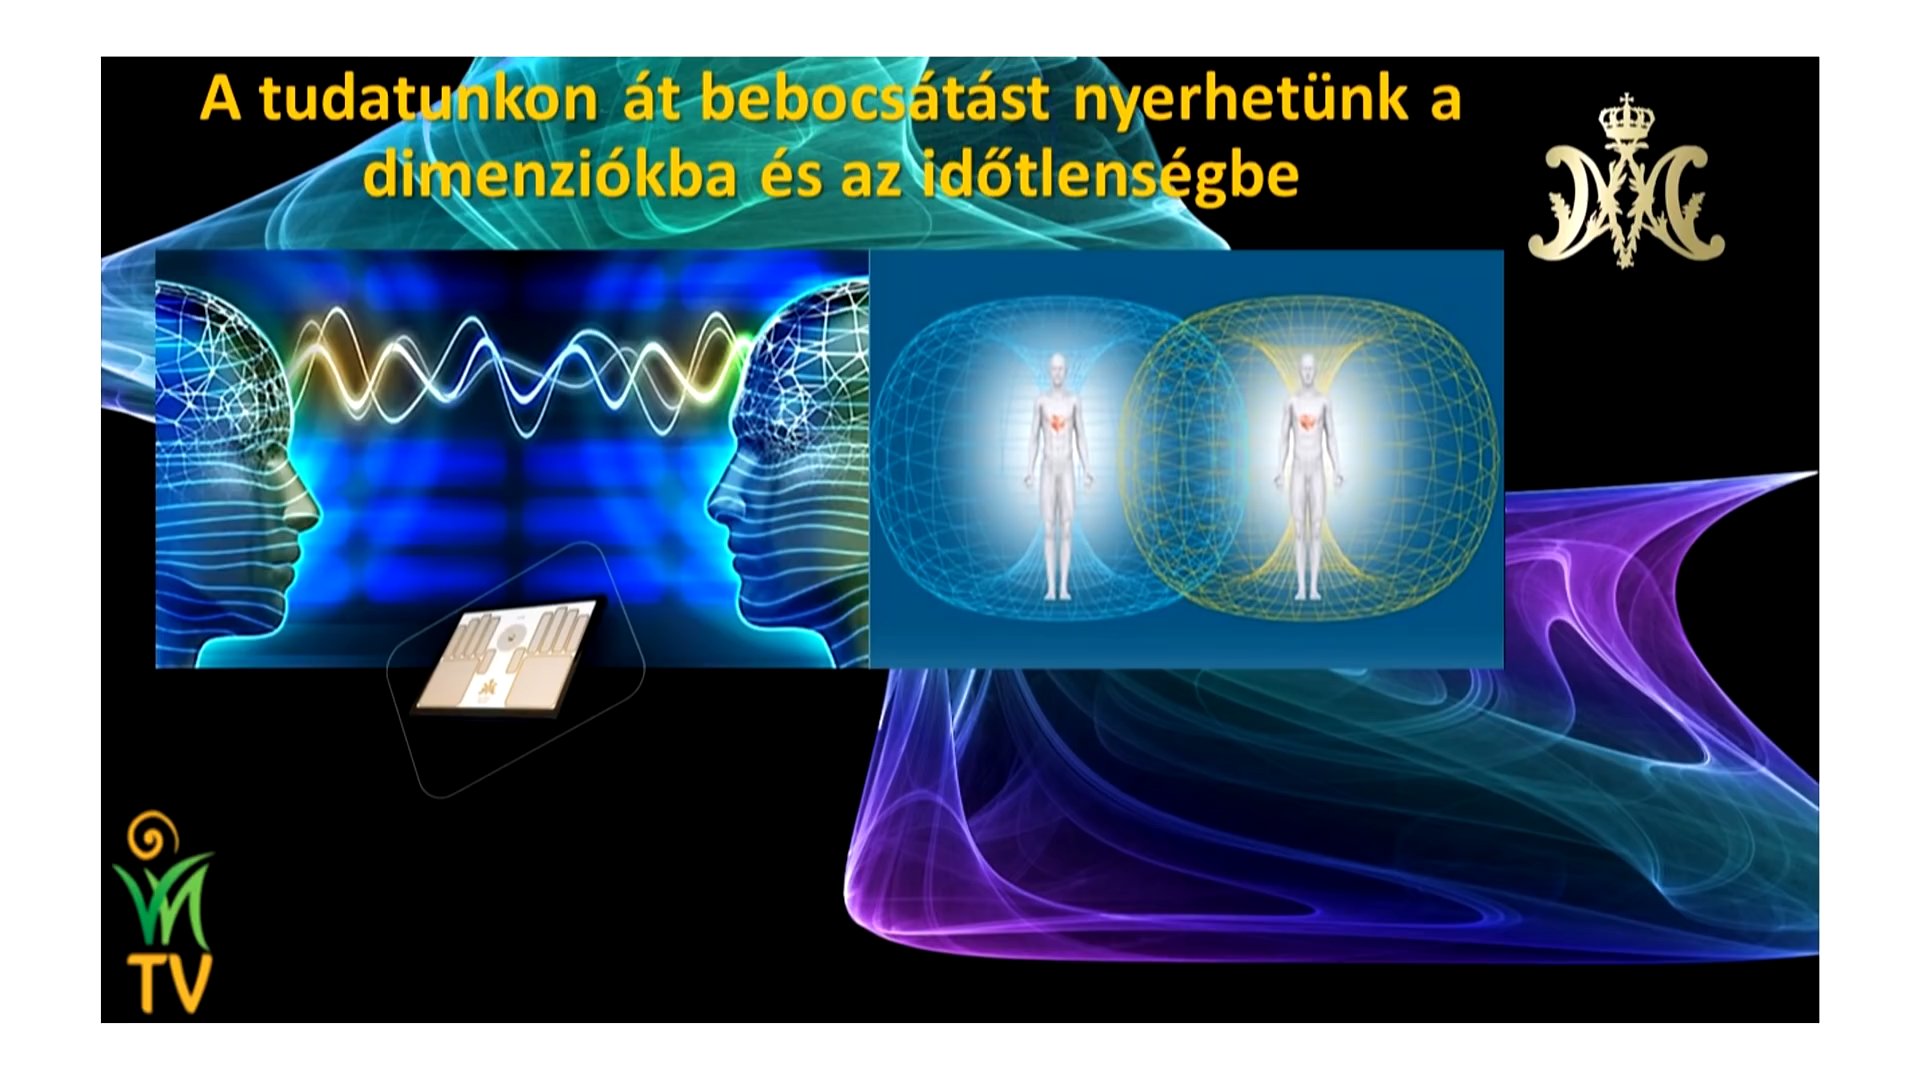 A tudatunkon át bebocsátást nyerhetünk a
dimenziókba és az időtlenségbe
TV